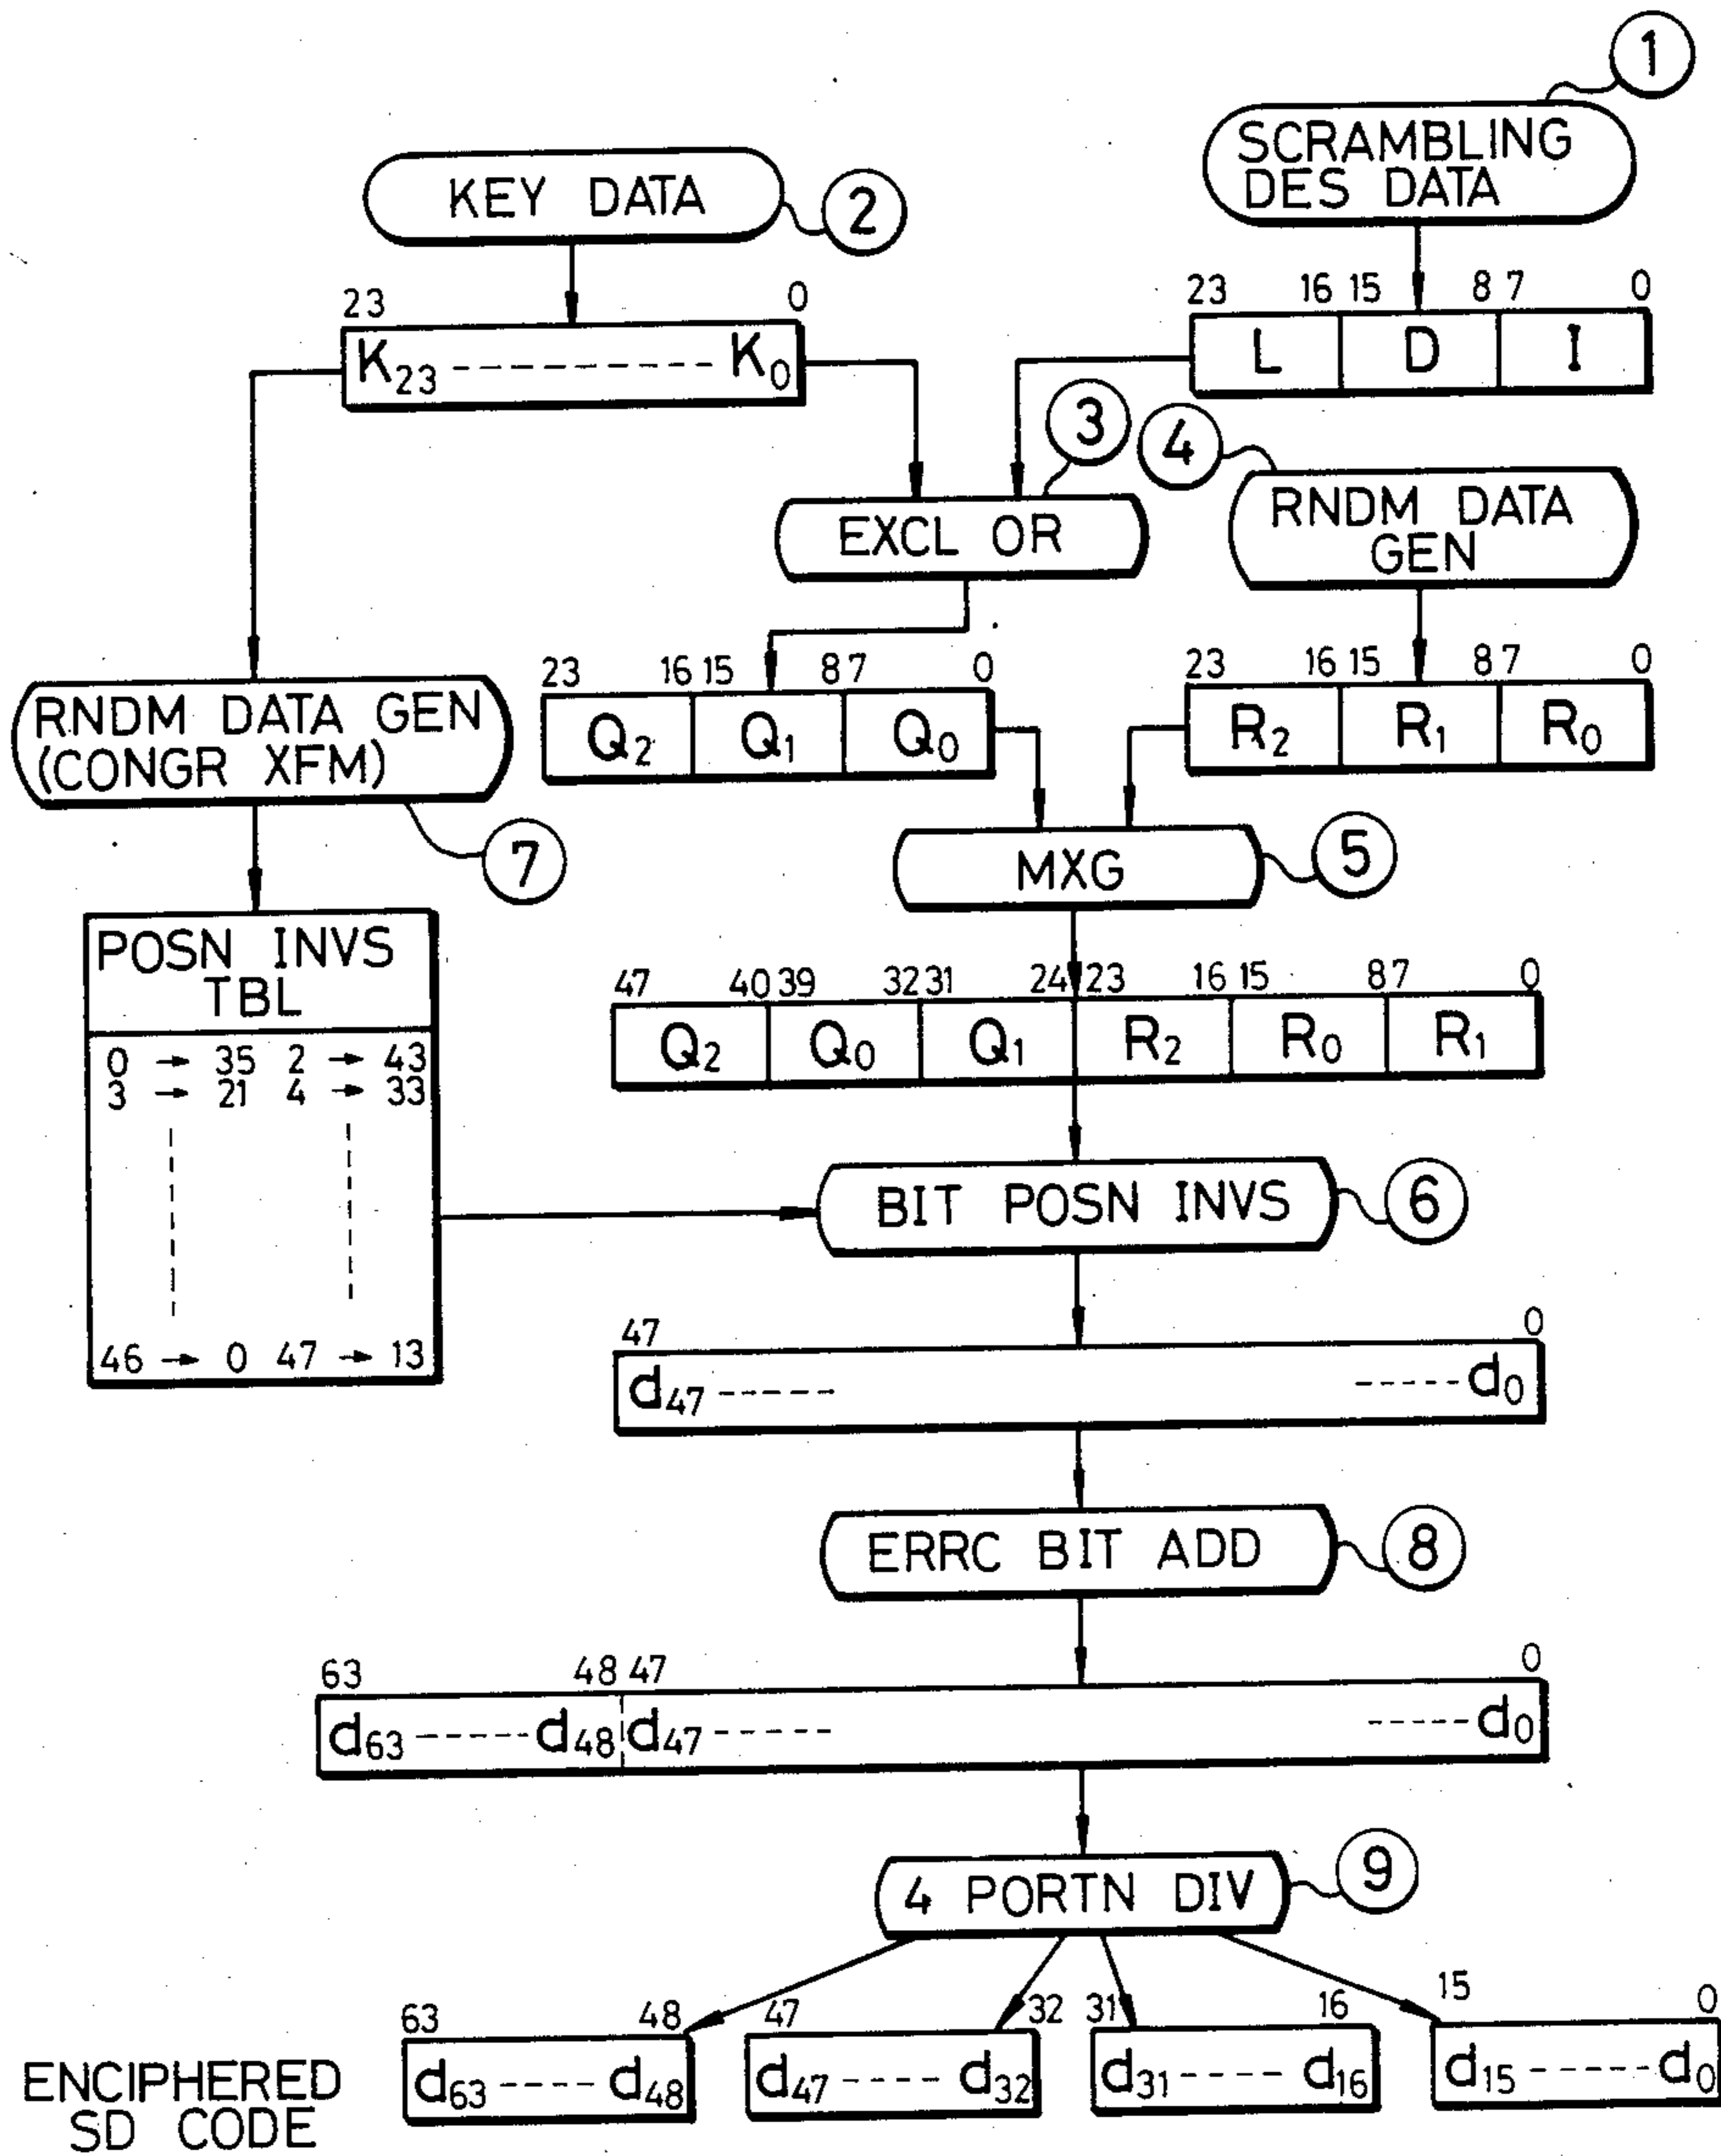 1
SCRAMBLING
DES DATA
KEY DATA
2
23 0
23 16 15 8 7 0
K23 ---------- K0
L D I
3
4
EXCL OR
RNDM DATA
GEN
RNDM DATA GEN
(CONGR XFM)
7
23 16 15 8 7 0
Q2 Q1 Q0
23 16 15 8 7 0
R2 R1 R0
MXG
5
POSN INVS
TBL
0 → 35 2 → 43
3 → 21 4 → 33
46 → 0 47 → 13
47 40 39 32 31 24 23 16 15 8 7 0
Q2 Q0 Q1 R2 R0 R1
BIT POSN INVS
6
47 0
d47 ----- ----- d0
ERRC BIT ADD
8
63 48 47 0
d63 ----- d48 d47 ----- ----- d0
4 PORTN DIV
9
63 48 47 32 31 16 15 0
d63 ---- d48 d47 ---- d32 d31 ---- d16 d15 ----- d0
ENCIPHERED
SD CODE